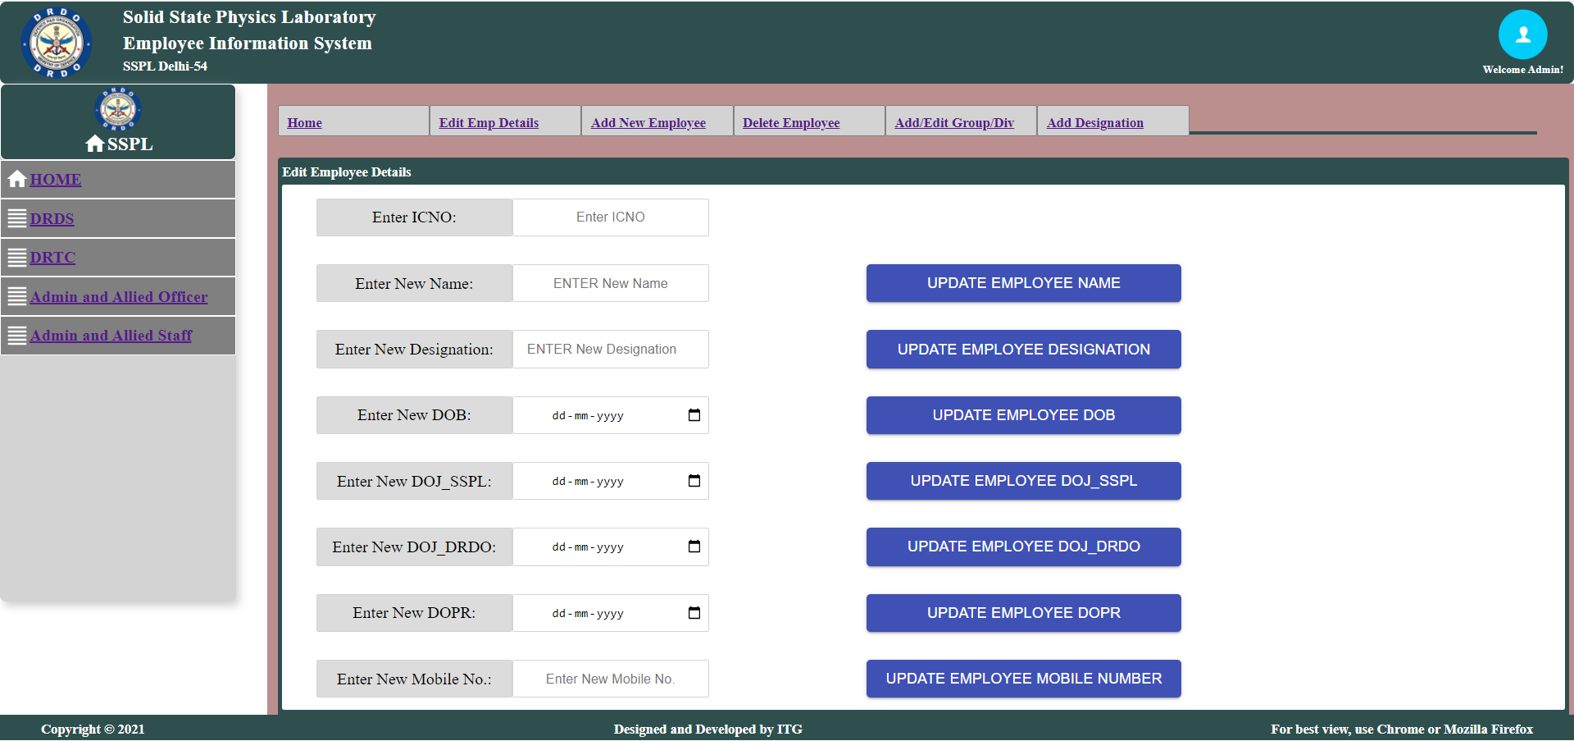 DRDO
DRDO
Solid State Physics Laboratory
Employee Information System
SSPL Delhi-54
Welcome Admin!
DRDO
DRDO
SSPL
HOME
DRDS
DRTC
Admin and Allied Officer
Admin and Allied Staff
Home Edit Emp Details Add New Employee Delete Employee Add/Edit Group/Div Add Designation
Edit Employee Details
Enter ICNO: Enter ICNO
Enter New Name: ENTER New Name UPDATE EMPLOYEE NAME
Enter New Designation: ENTER New Designation UPDATE EMPLOYEE DESIGNATION
Enter New DOB: dd-mm-yyyy UPDATE EMPLOYEE DOB
Enter New DOJ_SSPL: dd-mm-yyyy UPDATE EMPLOYEE DOJ_SSPL
Enter New DOJ_DRDO: dd-mm-yyyy UPDATE EMPLOYEE DOJ_DRDO
Enter New DOPR: dd-mm-yyyy UPDATE EMPLOYEE DOPR
Enter New Mobile No.: Enter New Mobile No. UPDATE EMPLOYEE MOBILE NUMBER
Copyright © 2021 Designed and Developed by ITG For best view, use Chrome or Mozilla Firefox